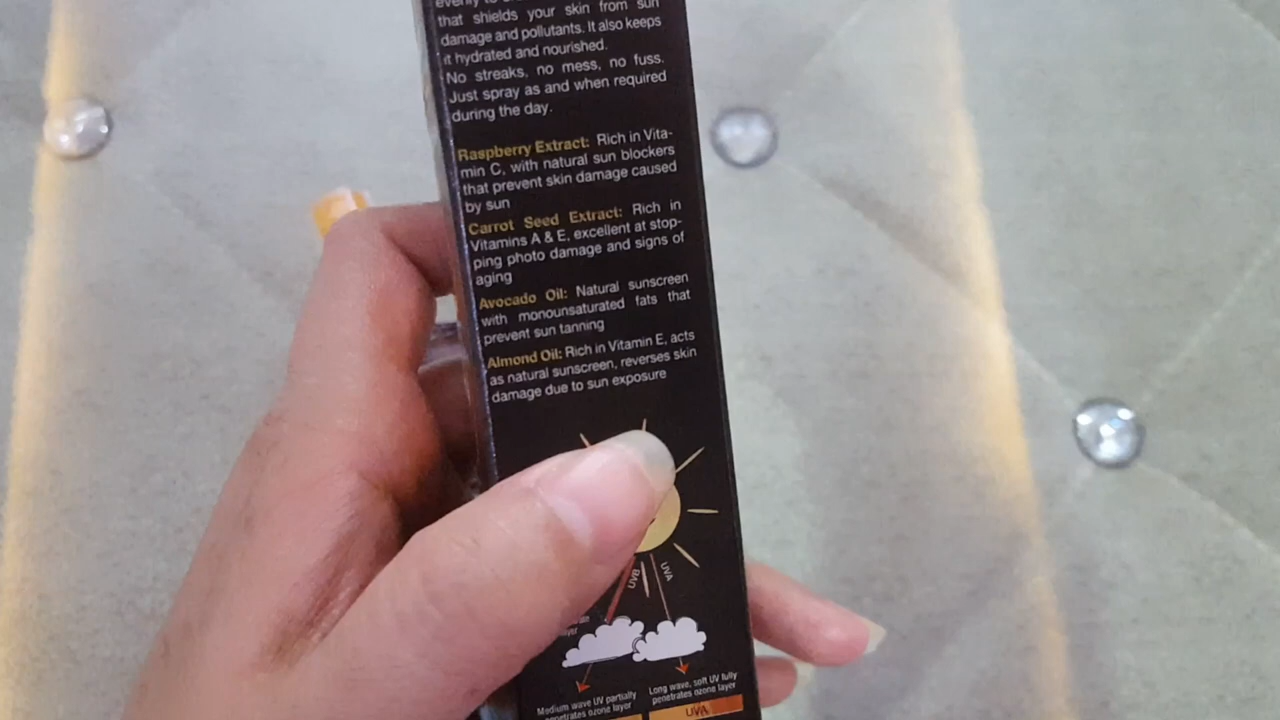 that shields your skin from sun
damage and pollutants. It also keeps
it hydrated and nourished.
No streaks, no mess, no fuss.
Just spray as and when required
during the day.
Raspberry Extract: Rich in Vita-
min C, with natural sun blockers
that prevent skin damage caused
by sun
Carrot Seed Extract: Rich in
Vitamins A & E, excellent at stop-
ping photo damage and signs of
aging
Avocado Oil: Natural sunscreen
with monounsaturated fats that
prevent sun tanning
Almond Oil: Rich in Vitamin E, acts
as natural sunscreen, reverses skin
damage due to sun exposure
UVB
UVA
layer
Medium wave UV partially
penetrates ozone layer
Long wave, soft UV fully
penetrates ozone layer
UVA